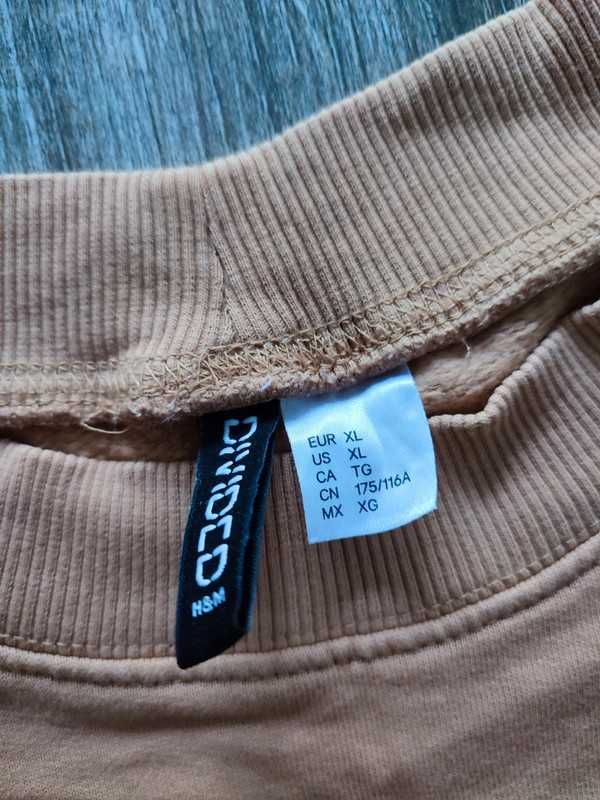 DIVIDED
H&M
EUR XL
US XL
CA TG
CN 175/116A
MX XG